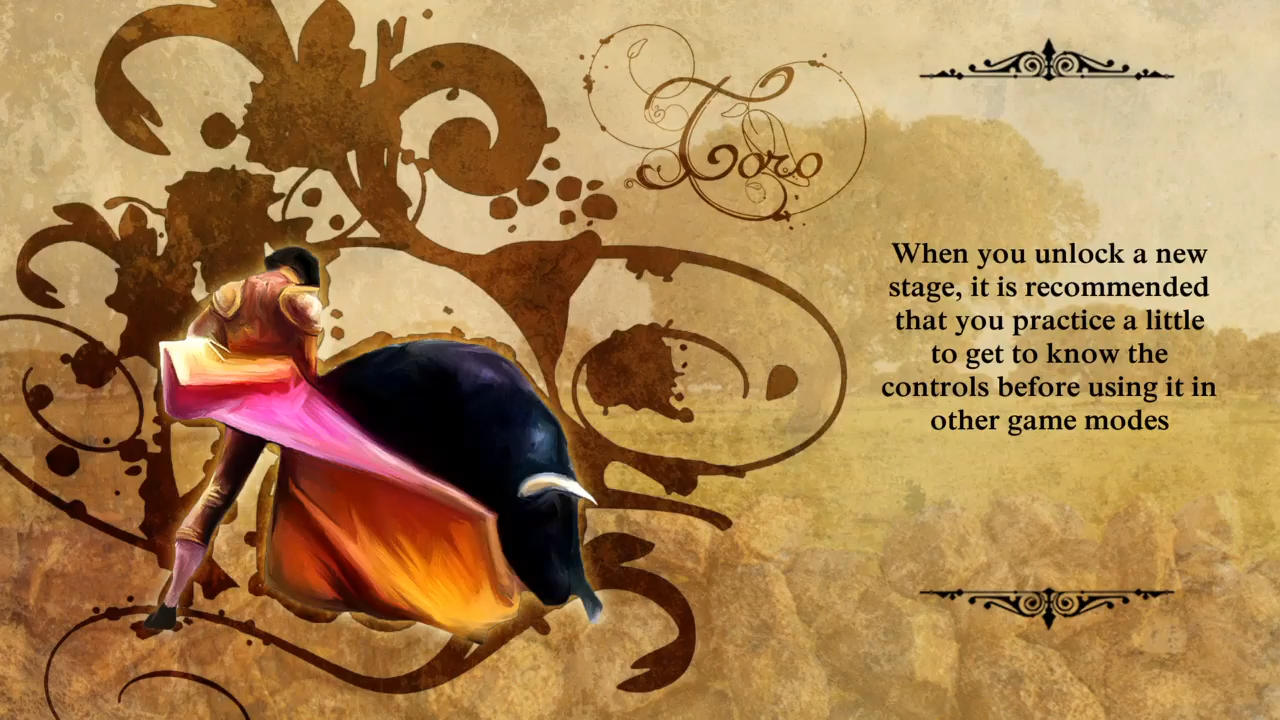 Toro
When you unlock a new
stage, it is recommended
that you practice a little
to get to know the
controls before using it in
other game modes